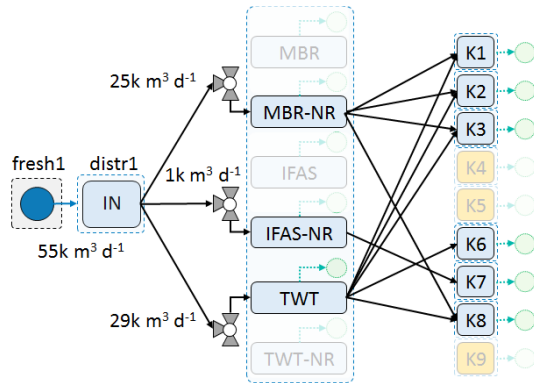 MBR
K1
25k m³ d⁻¹
K2
MBR-NR
K3
fresh1
distr1
1k m³ d⁻¹
IFAS
K4
IN
K5
IFAS-NR
K6
55k m³ d⁻¹
K7
TWT
29k m³ d⁻¹
K8
TWT-NR
K9